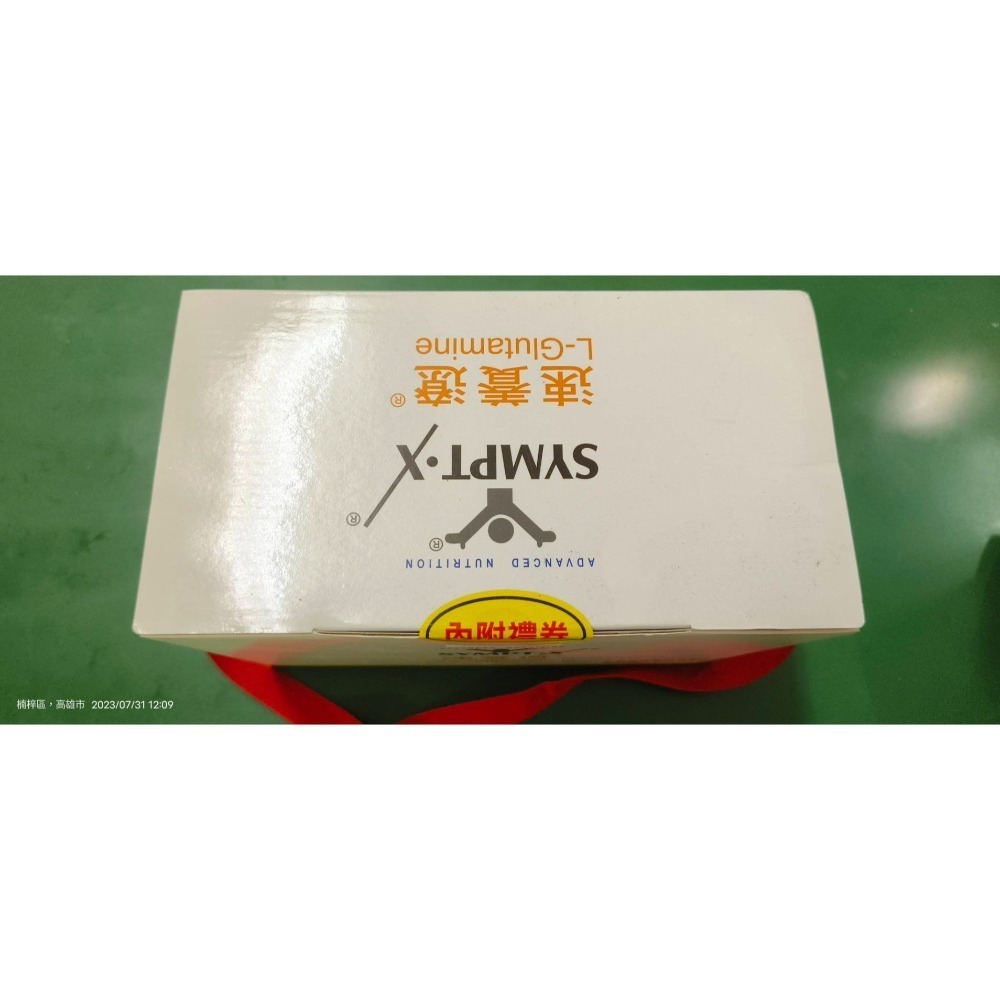 ADVANCED NUTRITION
®
SYMPT·X®
速養遼®
L-Glutamine
內附禮券
SYMPT-X
楠梓區，高雄市 2023/07/31 12:09